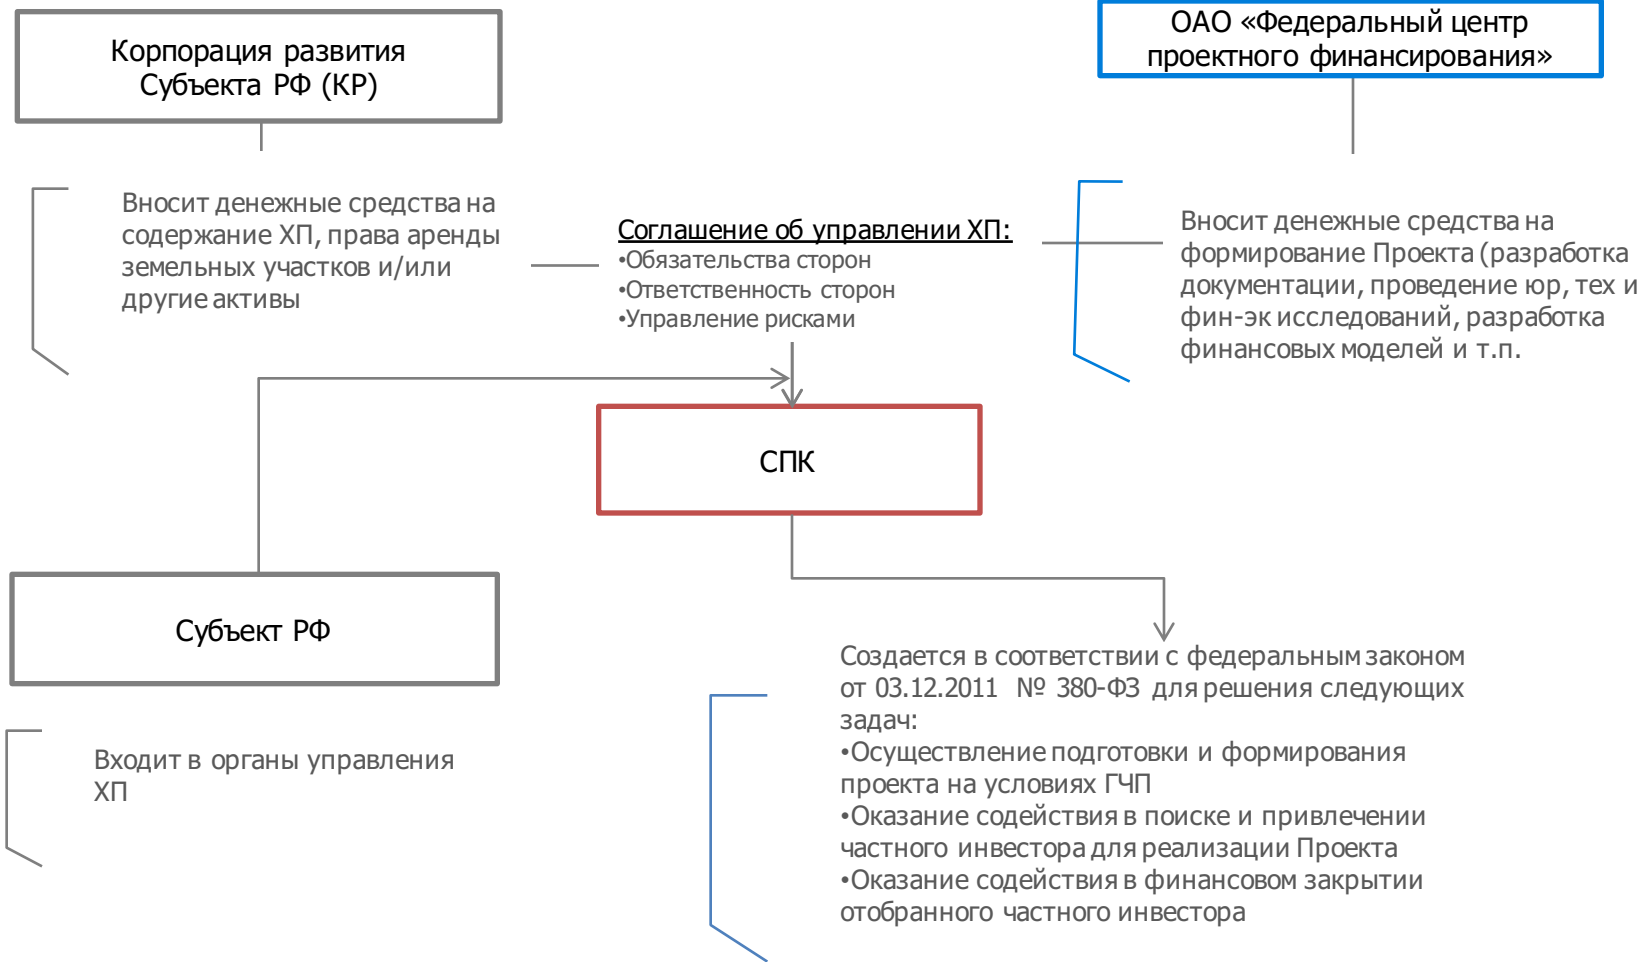 Корпорация развития
Субъекта РФ (КР)
ОАО «Федеральный центр
проектного финансирования»
Вносит денежные средства на
содержание ХП, права аренды
земельных участков и/или
другие активы
Соглашение об управлении ХП:
•Обязательства сторон
•Ответственность сторон
•Управление рисками
Вносит денежные средства на
формирование Проекта (разработка
документации, проведение юр, тех и
фин-эк исследований, разработка
финансовых моделей и т.п.
СПК
Субъект РФ
Входит в органы управления
ХП
Создается в соответствии с федеральным законом
от 03.12.2011 № 380-ФЗ для решения следующих
задач:
•Осуществление подготовки и формирования
проекта на условиях ГЧП
•Оказание содействия в поиске и привлечении
частного инвестора для реализации Проекта
•Оказание содействия в финансовом закрытии
отобранного частного инвестора